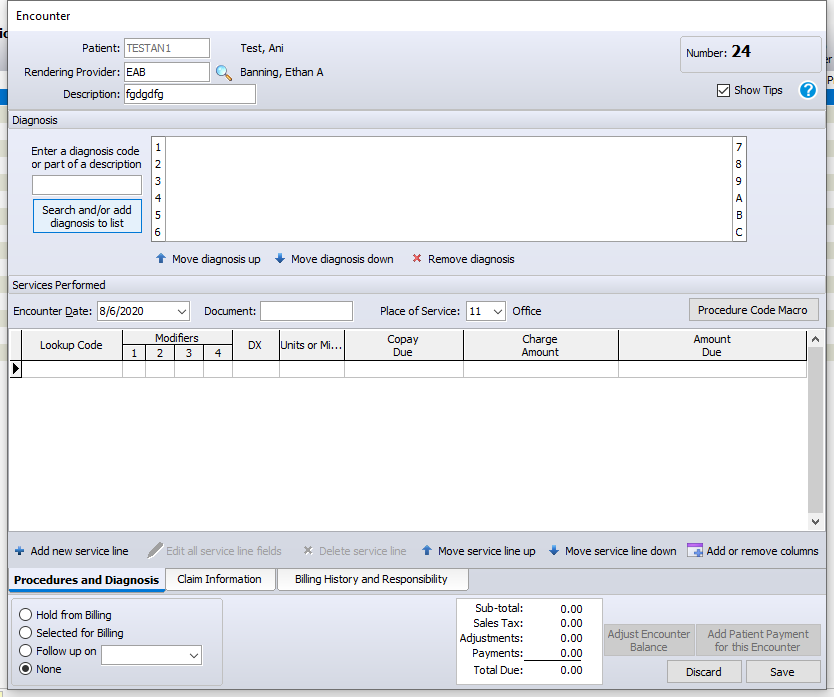 Encounter
Patient: TESTAN1 Test, Ani
Number: 24
Rendering Provider: EAB Banning, Ethan A
Description: fgdgdfg
Show Tips ?
Diagnosis
Enter a diagnosis code
or part of a description
Search and/or add
diagnosis to list
1 7
2 8
3 9
4 A
5 B
6 C
Move diagnosis up Move diagnosis down Remove diagnosis
Services Performed
Encounter Date: 8/6/2020 Document: Place of Service: 11 Office Procedure Code Macro
Lookup Code Modifiers DX Units or Mi... Copay Due Charge Amount Amount Due
1 2 3 4
Add new service line Edit all service line fields Delete service line Move service line up Move service line down Add or remove columns
Procedures and Diagnosis Claim Information Billing History and Responsibility
Hold from Billing
Selected for Billing
Follow up on
None
Sub-total: 0.00
Sales Tax: 0.00
Adjustments: 0.00
Payments: 0.00
Total Due: 0.00
Adjust Encounter
Balance
Add Patient Payment
for this Encounter
Discard Save